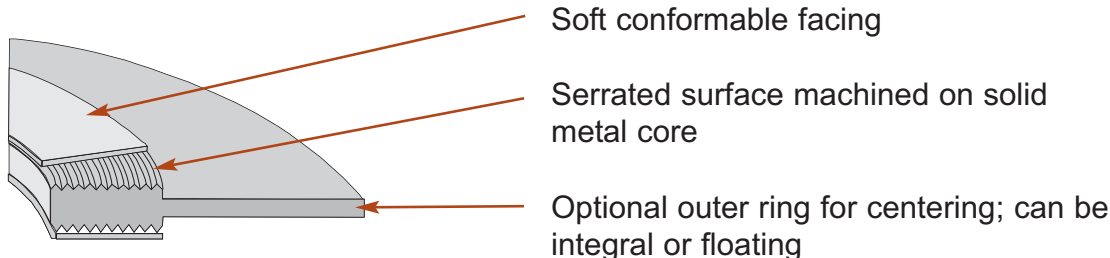 Soft conformable facing
Serrated surface machined on solid
metal core
Optional outer ring for centering; can be
integral or floating